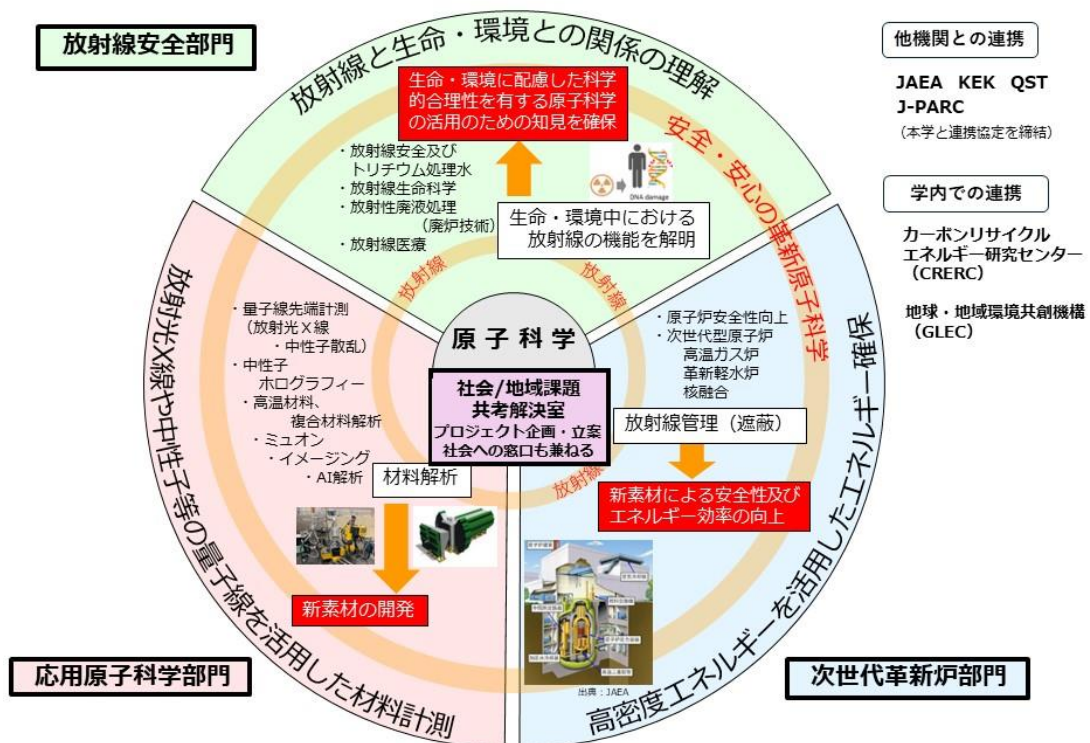 放射線安全部門
放射線と生命・環境との関係の理解
生命・環境に配慮した科学
的合理性を有する原子科学
の活用のための知見を確保
・放射線安全及び
トリチウム処理水
・放射線生命科学
・放射性廃液処理
（廃炉技術）
・放射線医療
DNA damage
生命・環境中における
放射線の機能を解明
安全・安心の革新原子科学
放射線
放射線
放射線
原子科学
社会/地域課題
共考解決室
プロジェクト企画・立案
社会への窓口も兼ねる
放射光X線や中性子等の量子線を活用した材料計測
・量子線先端計測
（放射光X線
・中性子散乱）
・中性子
ホログラフィー
・高温材料、
複合材料解析
・ミュオン
・イメージング
・AI解析
材料解析
新素材の開発
応用原子科学部門
・原子炉安全性向上
・次世代型原子炉
高温ガス炉
革新軽水炉
核融合
放射線管理（遮蔽）
新素材による安全性及び
エネルギー効率の向上
出典：JAEA
高密度エネルギーを活用したエネルギー確保
次世代革新炉部門
他機関との連携
JAEA KEK QST
J-PARC
（本学と連携協定を締結）
学内での連携
カーボンリサイクル
エネルギー研究センター
（CRERC）
地球・地域環境共創機構
（GLEC）